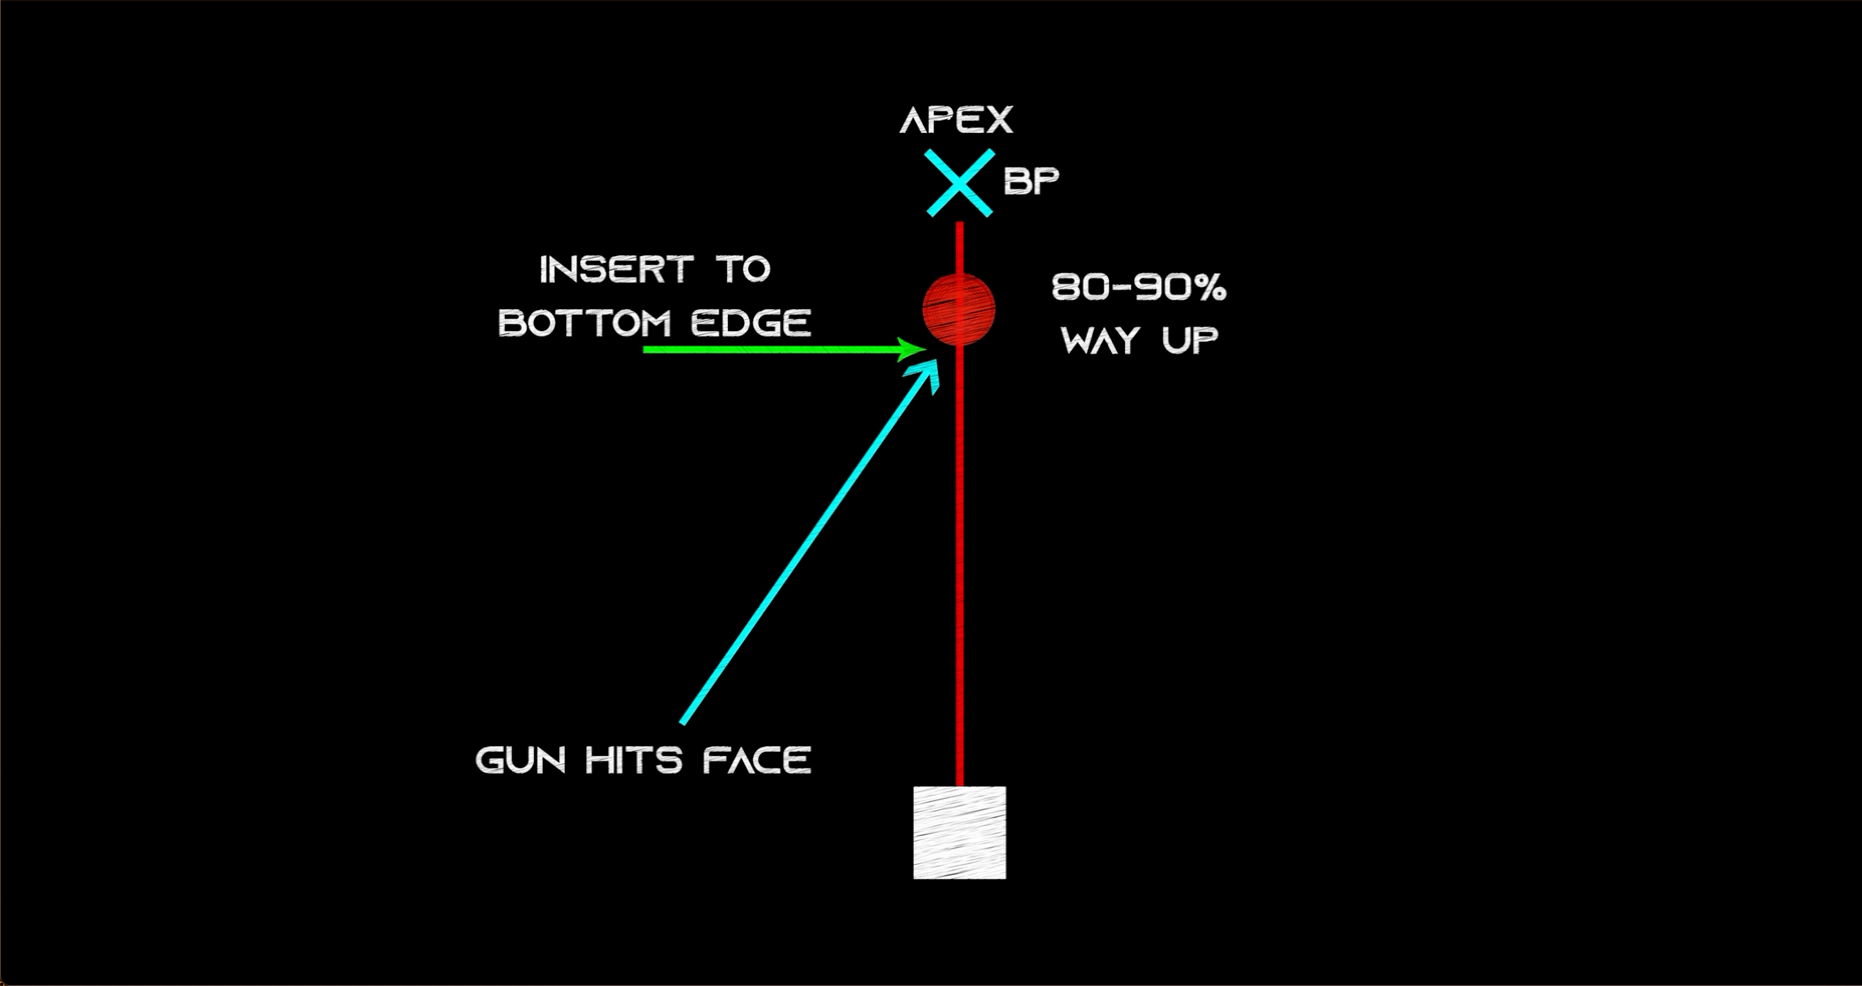 APEX
BP
INSERT TO
BOTTOM EDGE
80-90%
WAY UP
GUN HITS FACE